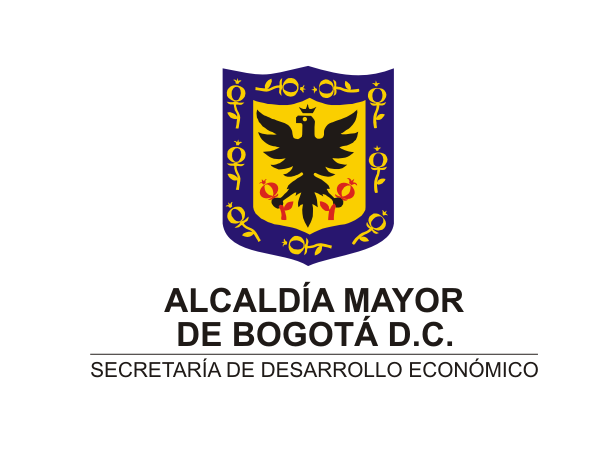 ALCALDÍA MAYOR
DE BOGOTÁ D.C.
SECRETARÍA DE DESARROLLO ECONÓMICO